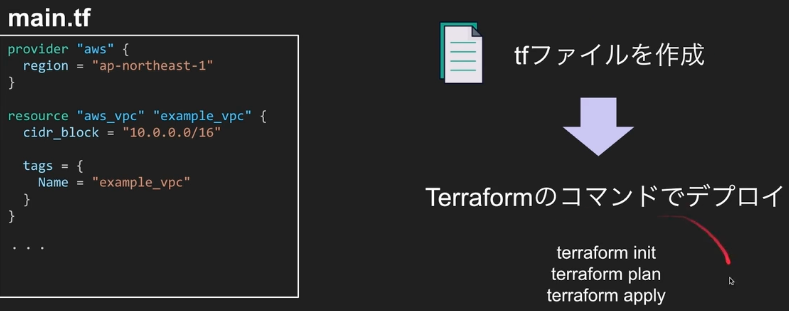 main.tf
provider "aws" {
  region = "ap-northeast-1"
}
resource "aws_vpc" "example_vpc" {
  cidr_block = "10.0.0.0/16"
  tags = {
    Name = "example_vpc"
  }
}
...
tfファイルを作成
Terraformのコマンドでデプロイ
terraform init
terraform plan
terraform apply